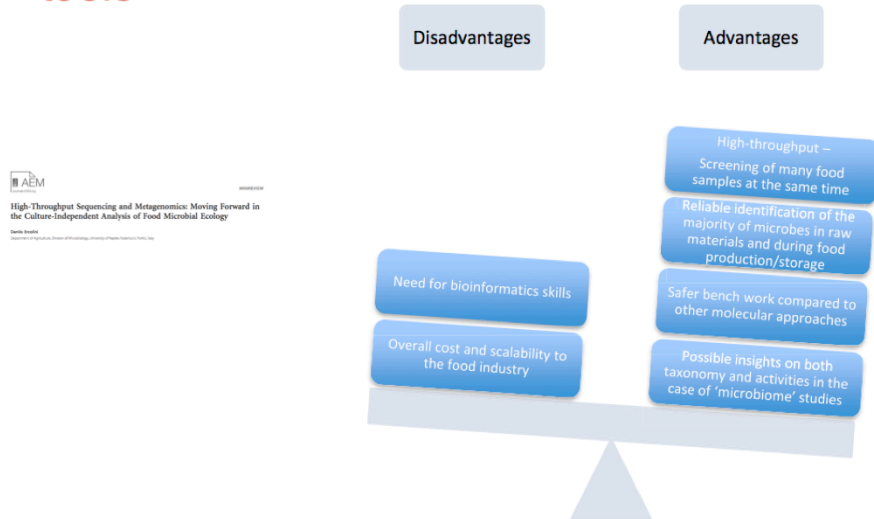 AEM
High-Throughput Sequencing and Metagenomics: Moving Forward in
the Culture-Independent Analysis of Food Microbial Ecology
Danilo Ercolini
Disadvantages
Need for bioinformatics skills
Overall cost and scalability to
the food industry
Advantages
High-throughput –
Screening of many food
samples at the same time
Reliable identification of the
majority of microbes in raw
materials and during food
production/storage
Safer bench work compared to
other molecular approaches
Possible insights on both
taxonomy and activities in the
case of ‘microbiome’ studies